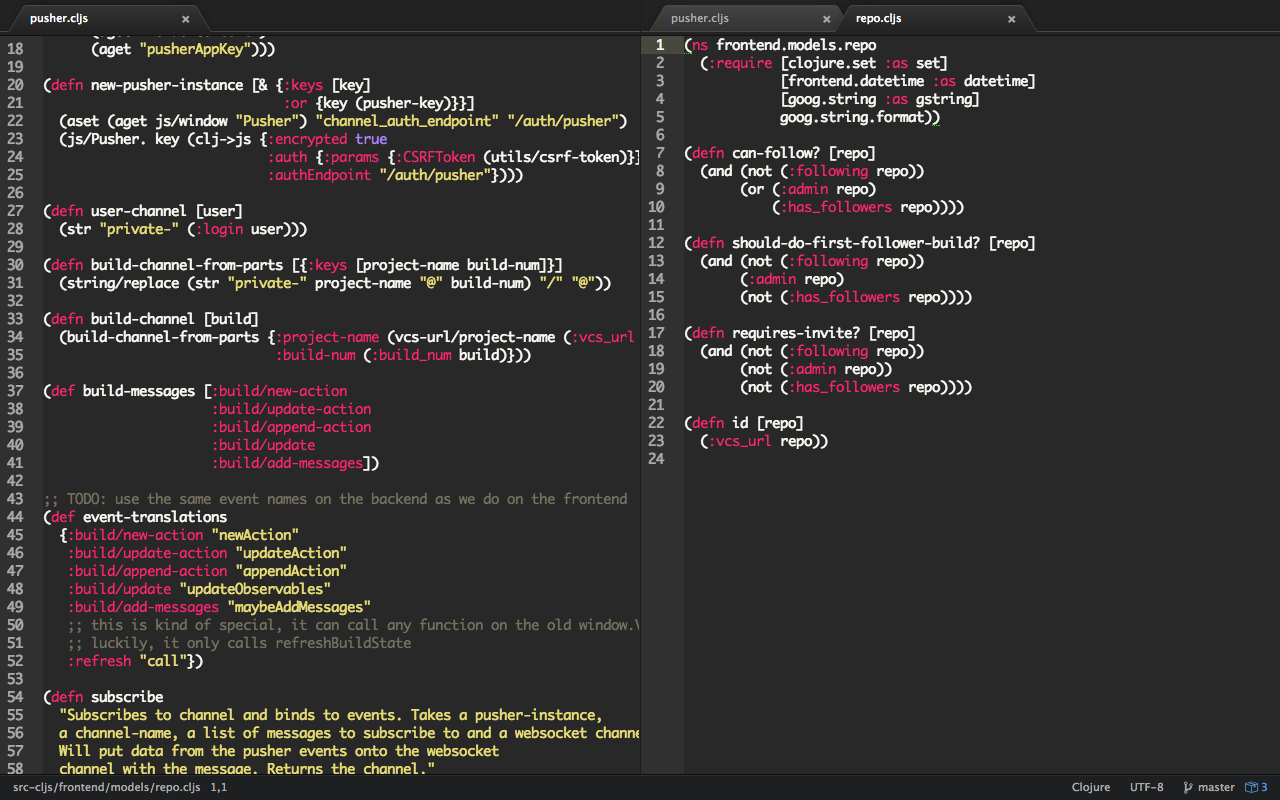 pusher.cljs ×
18 (aget "pusherAppKey")))
19
20 (defn new-pusher-instance [& {:keys [key]
21 :or {key (pusher-key)}}]
22 (aset (aget js/window "Pusher") "channel_auth_endpoint" "/auth/pusher")
23 (js/Pusher. key (clj->js {:encrypted true
24 :auth {:params {:CSRFToken (utils/csrf-token)}}
25 :authEndpoint "/auth/pusher"})))
26
27 (defn user-channel [user]
28 (str "private-" (:login user)))
29
30 (defn build-channel-from-parts [{:keys [project-name build-num]}]
31 (string/replace (str "private-" project-name "@" build-num) "/" "@"))
32
33 (defn build-channel [build]
34 (build-channel-from-parts {:project-name (vcs-url/project-name (:vcs_url
35 :build-num (:build_num build)}))
36
37 (def build-messages [:build/new-action
38 :build/update-action
39 :build/append-action
40 :build/update
41 :build/add-messages])
42
43 ;; TODO: use the same event names on the backend as we do on the frontend
44 (def event-translations
45 {:build/new-action "newAction"
46 :build/update-action "updateAction"
47 :build/append-action "appendAction"
48 :build/update "updateObservables"
49 :build/add-messages "maybeAddMessages"
50 ;; this is kind of special, it can call any function on the old window.
51 ;; luckily, it only calls refreshBuildState
52 :refresh "call"})
53
54 (defn subscribe
55 "Subscribes to channel and binds to events. Takes a pusher-instance,
56 a channel-name, a list of messages to subscribe to and a websocket channe
57 Will put data from the pusher events onto the websocket
58 channel with the message. Returns the channel."
pusher.cljs × repo.cljs ×
1 (ns frontend.models.repo
2 (:require [clojure.set :as set]
3 [frontend.datetime :as datetime]
4 [goog.string :as gstring]
5 goog.string.format))
6
7 (defn can-follow? [repo]
8 (and (not (:following repo))
9 (or (:admin repo)
10 (:has_followers repo))))
11
12 (defn should-do-first-follower-build? [repo]
13 (and (not (:following repo))
14 (:admin repo)
15 (not (:has_followers repo))))
16
17 (defn requires-invite? [repo]
18 (and (not (:following repo))
19 (not (:admin repo))
20 (not (:has_followers repo))))
21
22 (defn id [repo]
23 (:vcs_url repo))
24
src-cljs/frontend/models/repo.cljs 1,1 Clojure UTF-8 master 3